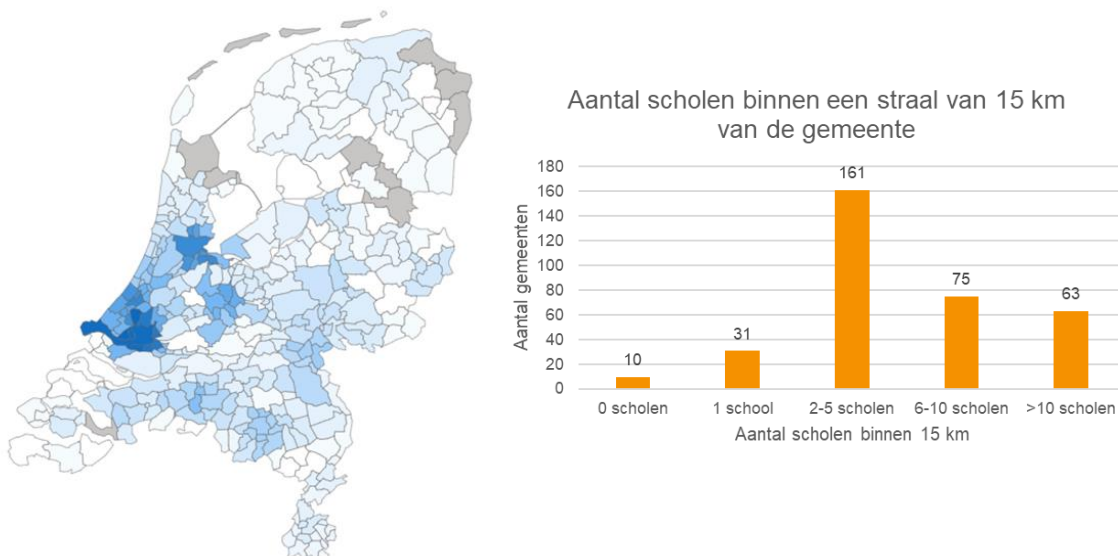 Aantal scholen binnen een straal van 15 km
van de gemeente
Aantal gemeenten
180
160
140
120
100
80
60
40
20
0
10
31
161
75
63
0 scholen
1 school
2-5 scholen
6-10 scholen
>10 scholen
Aantal scholen binnen 15 km